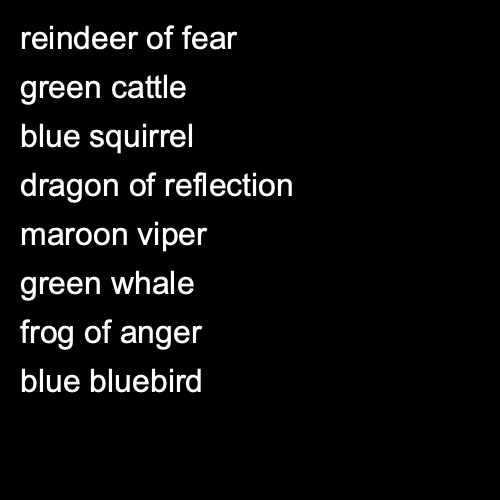 reindeer of fear
green cattle
blue squirrel
dragon of reflection
maroon viper
green whale
frog of anger
blue bluebird